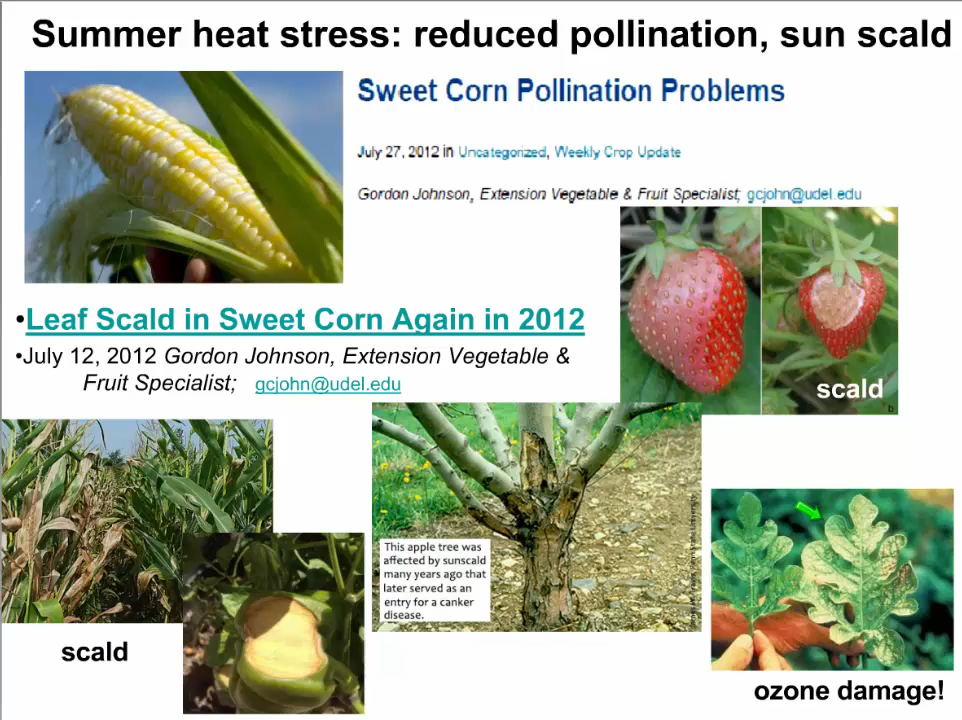 Summer heat stress: reduced pollination, sun scald
Sweet Corn Pollination Problems
July 27, 2012 in Uncategorized, Weekly Crop Update
Gordon Johnson, Extension Vegetable & Fruit Specialist; gcjohn@udel.edu
•Leaf Scald in Sweet Corn Again in 2012
•July 12, 2012 Gordon Johnson, Extension Vegetable &
Fruit Specialist; gcjohn@udel.edu
scald
b
This apple tree was
affected by sunscald
many years ago that
later served as an
entry for a canker
disease.
scald
ozone damage!